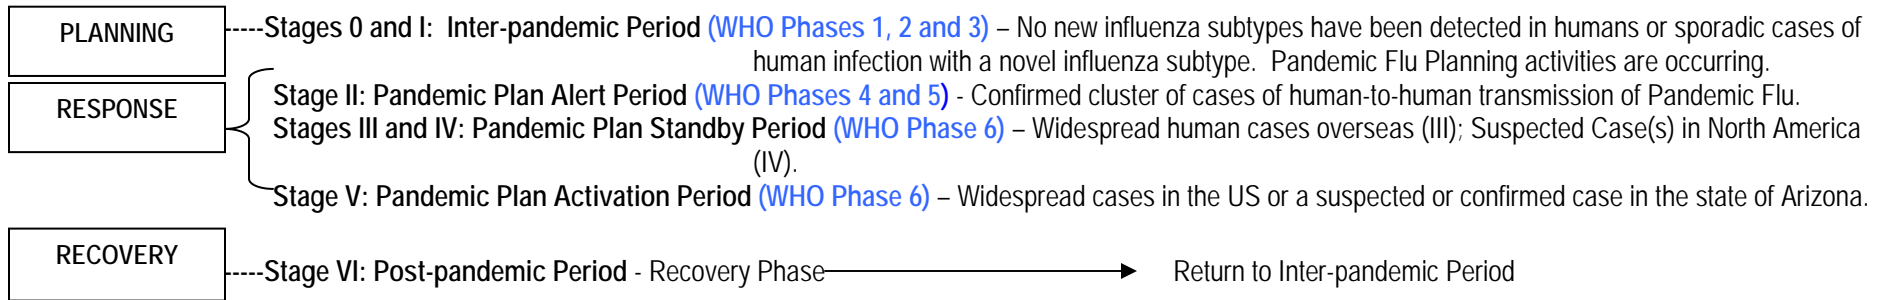 PLANNING -----Stages 0 and I:  Inter-pandemic Period (WHO Phases 1, 2 and 3) – No new influenza subtypes have been detected in humans or sporadic cases of
human infection with a novel influenza subtype.  Pandemic Flu Planning activities are occurring.
RESPONSE Stage II: Pandemic Plan Alert Period (WHO Phases 4 and 5) - Confirmed cluster of cases of human-to-human transmission of Pandemic Flu.
Stages III and IV: Pandemic Plan Standby Period (WHO Phase 6) – Widespread human cases overseas (III); Suspected Case(s) in North America
(IV).
Stage V: Pandemic Plan Activation Period (WHO Phase 6) – Widespread cases in the US or a suspected or confirmed case in the state of Arizona.
RECOVERY
-----Stage VI: Post-pandemic Period - Recovery Phase Return to Inter-pandemic Period